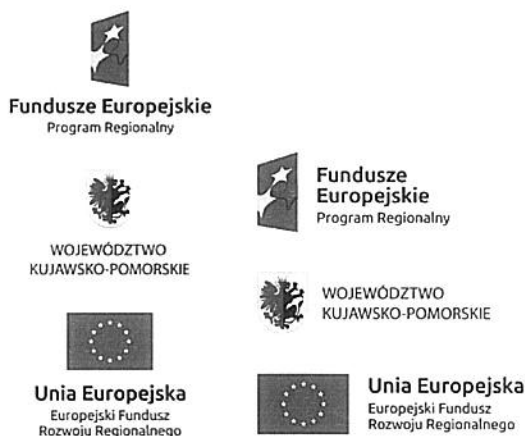 Fundusze Europejskie
Program Regionalny
WOJEWÓDZTWO
KUJAWSKO-POMORSKIE
Unia Europejska
Europejski Fundusz
Rozwoju Regionalnego
Fundusze
Europejskie
Program Regionalny
WOJEWÓDZTWO
KUJAWSKO-POMORSKIE
Unia Europejska
Europejski Fundusz
Rozwoju Regionalnego